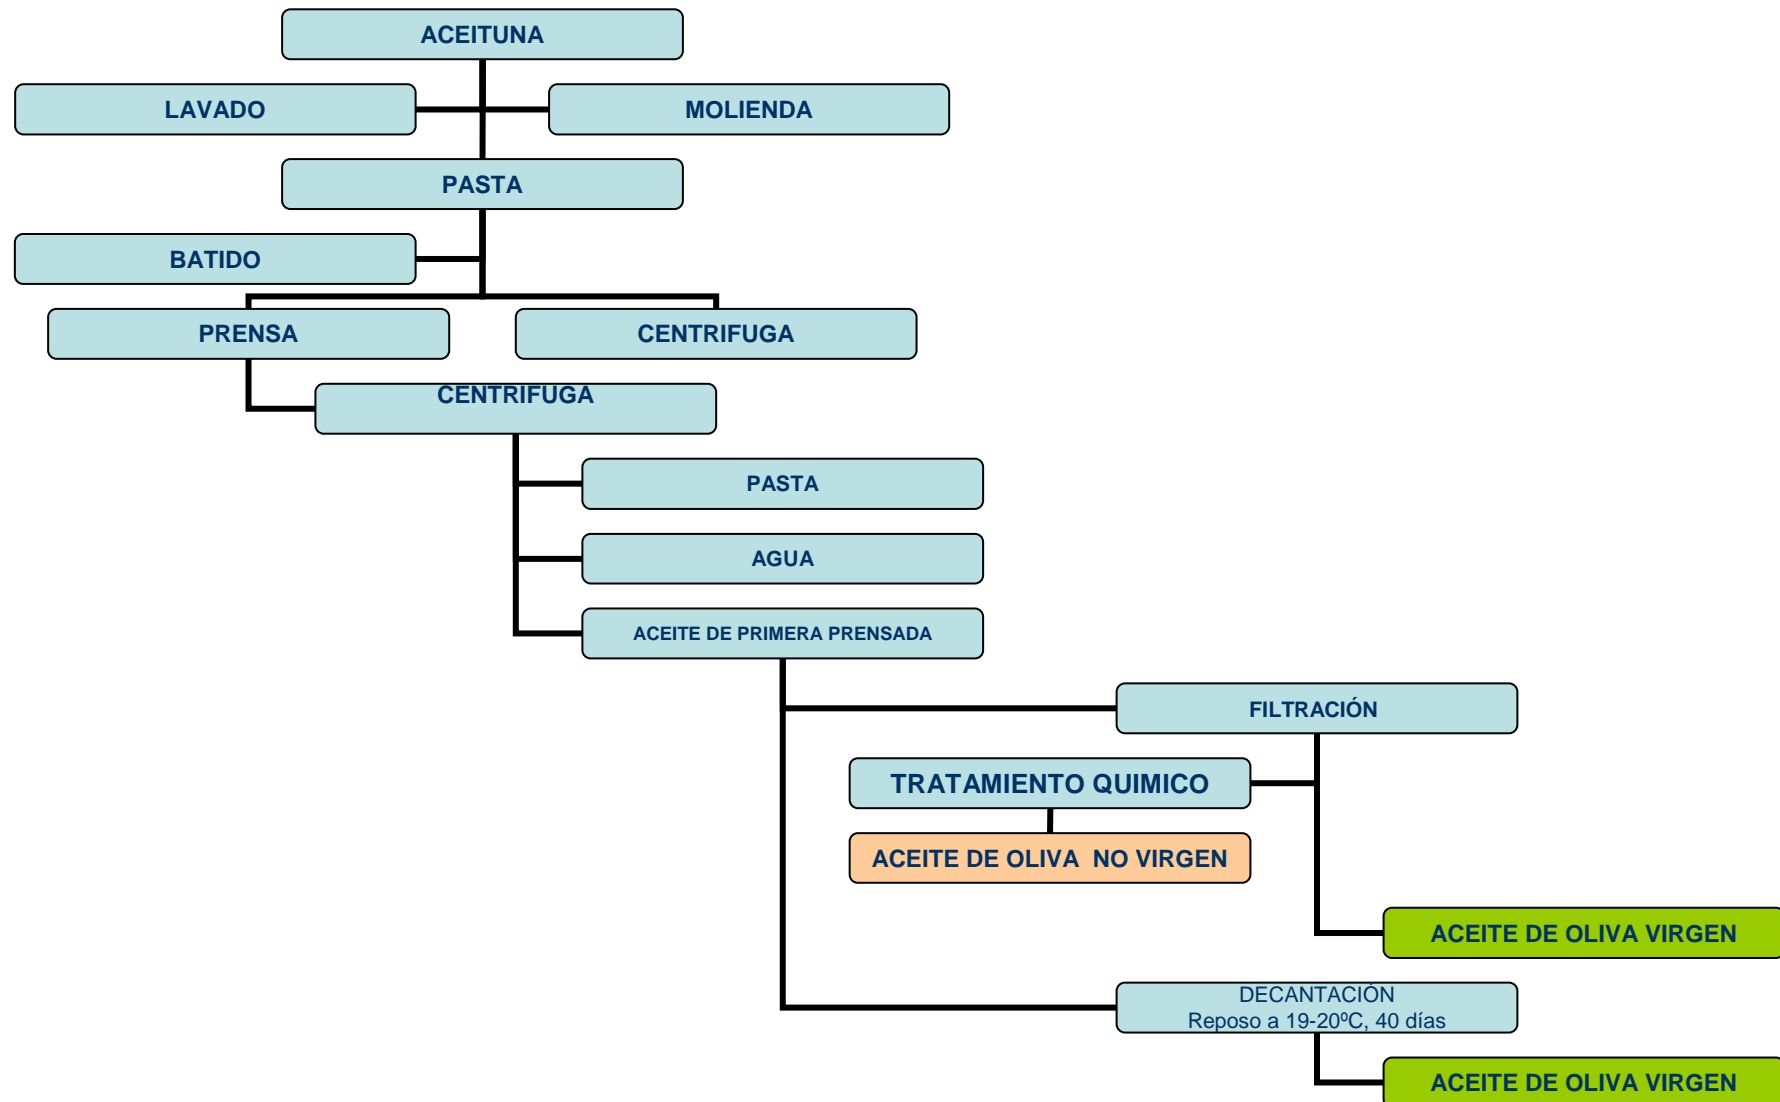 ACEITUNA
LAVADO
MOLIENDA
PASTA
BATIDO
PRENSA
CENTRIFUGA
CENTRIFUGA
PASTA
AGUA
ACEITE DE PRIMERA PRENSADA
FILTRACIÓN
TRATAMIENTO QUIMICO
ACEITE DE OLIVA NO VIRGEN
ACEITE DE OLIVA VIRGEN
DECANTACIÓN
Reposo a 19-20ºC, 40 días
ACEITE DE OLIVA VIRGEN